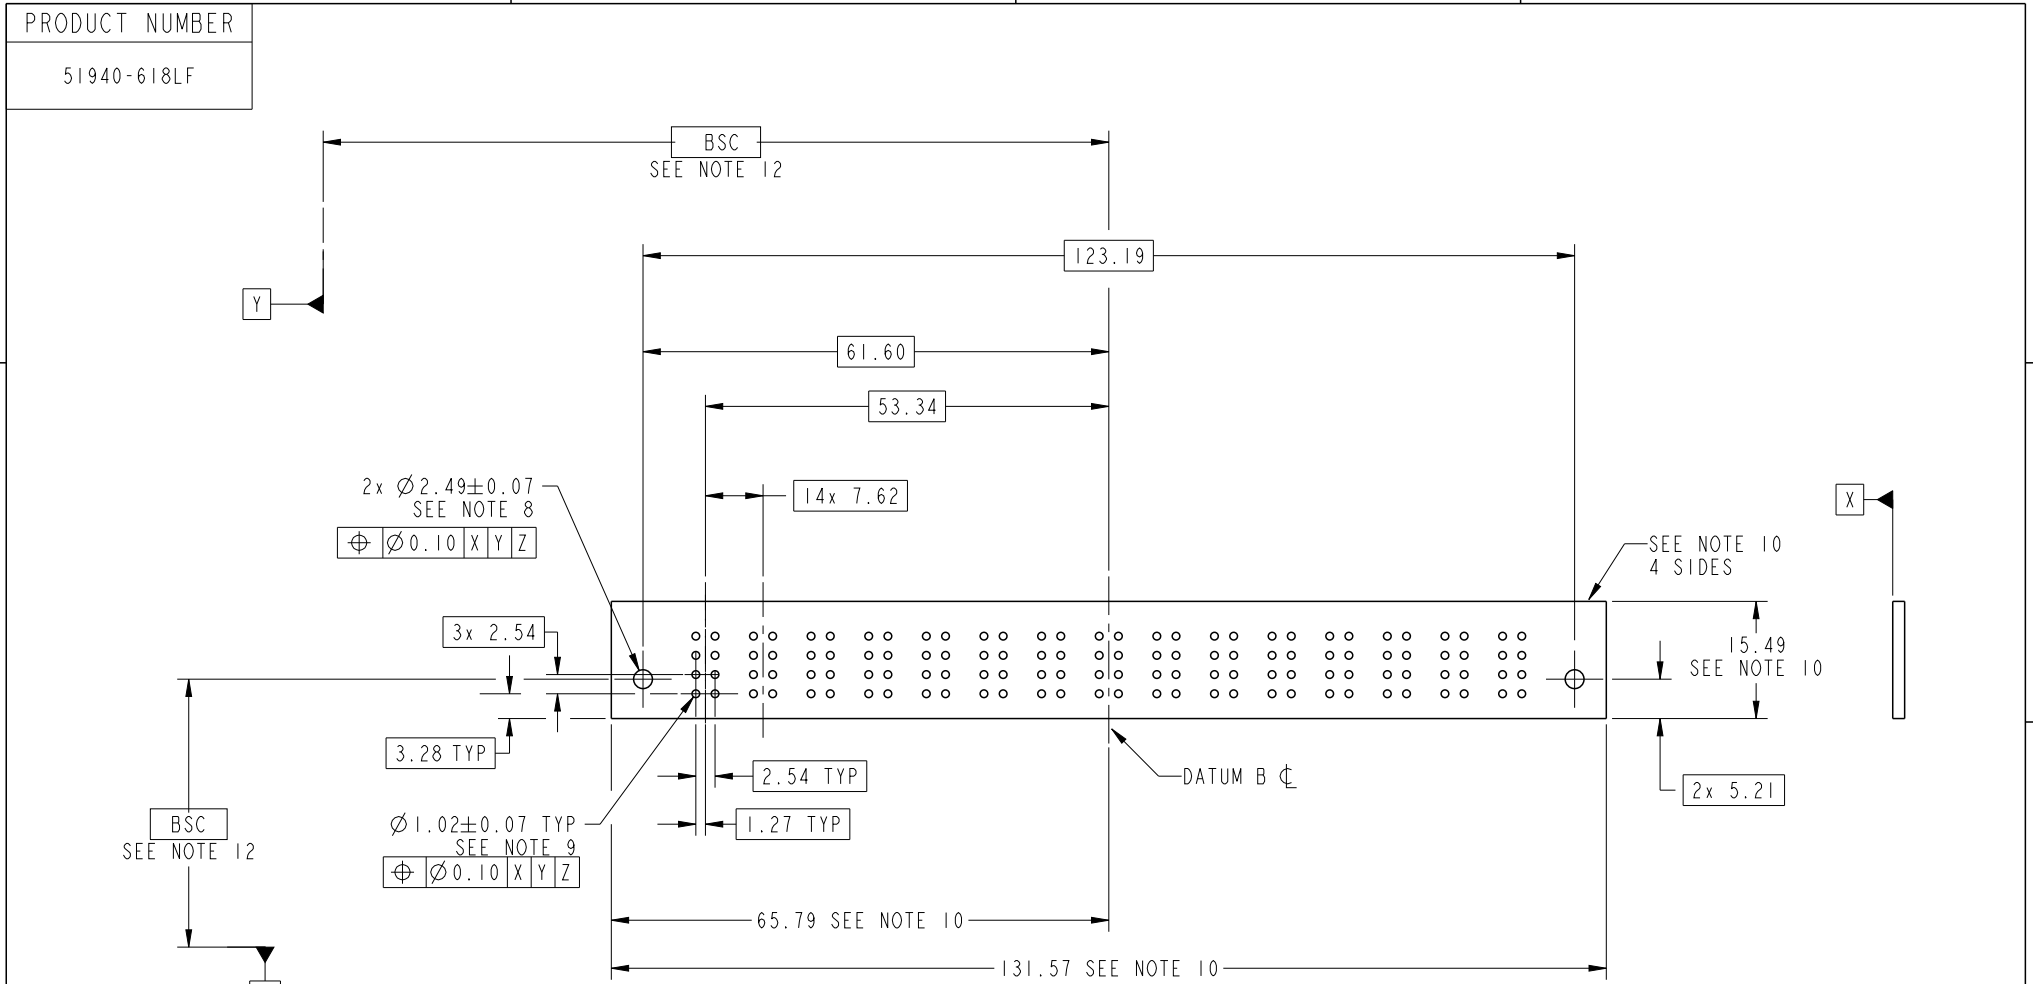 PRODUCT NUMBER
51940-618LF
BSC
SEE NOTE 12
123.19
Y
61.60
53.34
2x Ø2.49±0.07
SEE NOTE 8
14x 7.62
X
⌖ Ø0.10 X Y Z
SEE NOTE 10
4 SIDES
3x 2.54
15.49
SEE NOTE 10
3.28 TYP
2.54 TYP
DATUM B ℄
2x 5.21
BSC
SEE NOTE 12
Ø1.02±0.07 TYP
SEE NOTE 9
1.27 TYP
⌖ Ø0.10 X Y Z
65.79 SEE NOTE 10
131.57 SEE NOTE 10